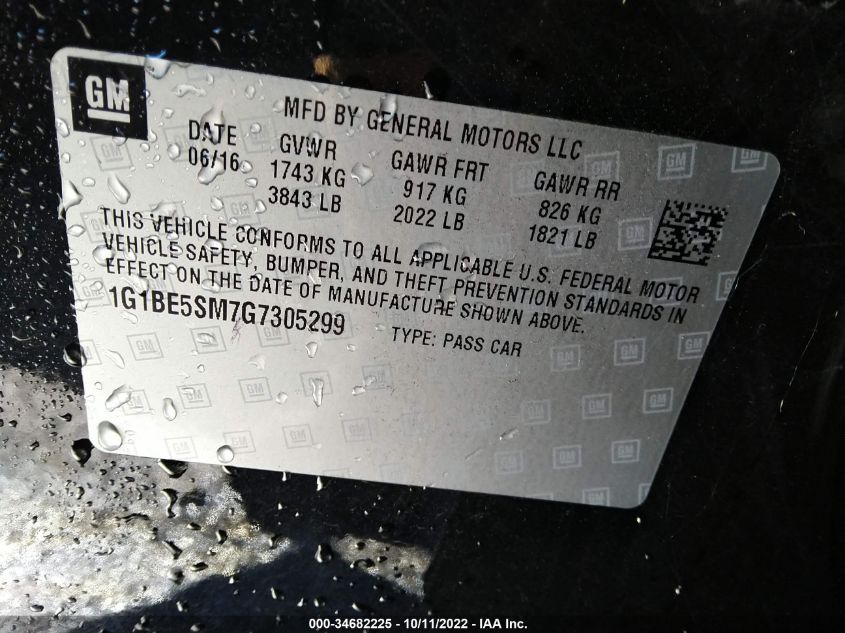 GM
MFD BY GENERAL MOTORS LLC
DATE GVWR GAWR FRT GAWR RR
06/16 1743 KG 917 KG 826 KG
3843 LB 2022 LB 1821 LB
THIS VEHICLE CONFORMS TO ALL APPLICABLE U.S. FEDERAL MOTOR
VEHICLE SAFETY, BUMPER, AND THEFT PREVENTION STANDARDS IN
EFFECT ON THE DATE OF MANUFACTURE SHOWN ABOVE.
1G1BE5SM7G7305299 TYPE: PASS CAR
000-34682225 - 10/11/2022 - IAA Inc.